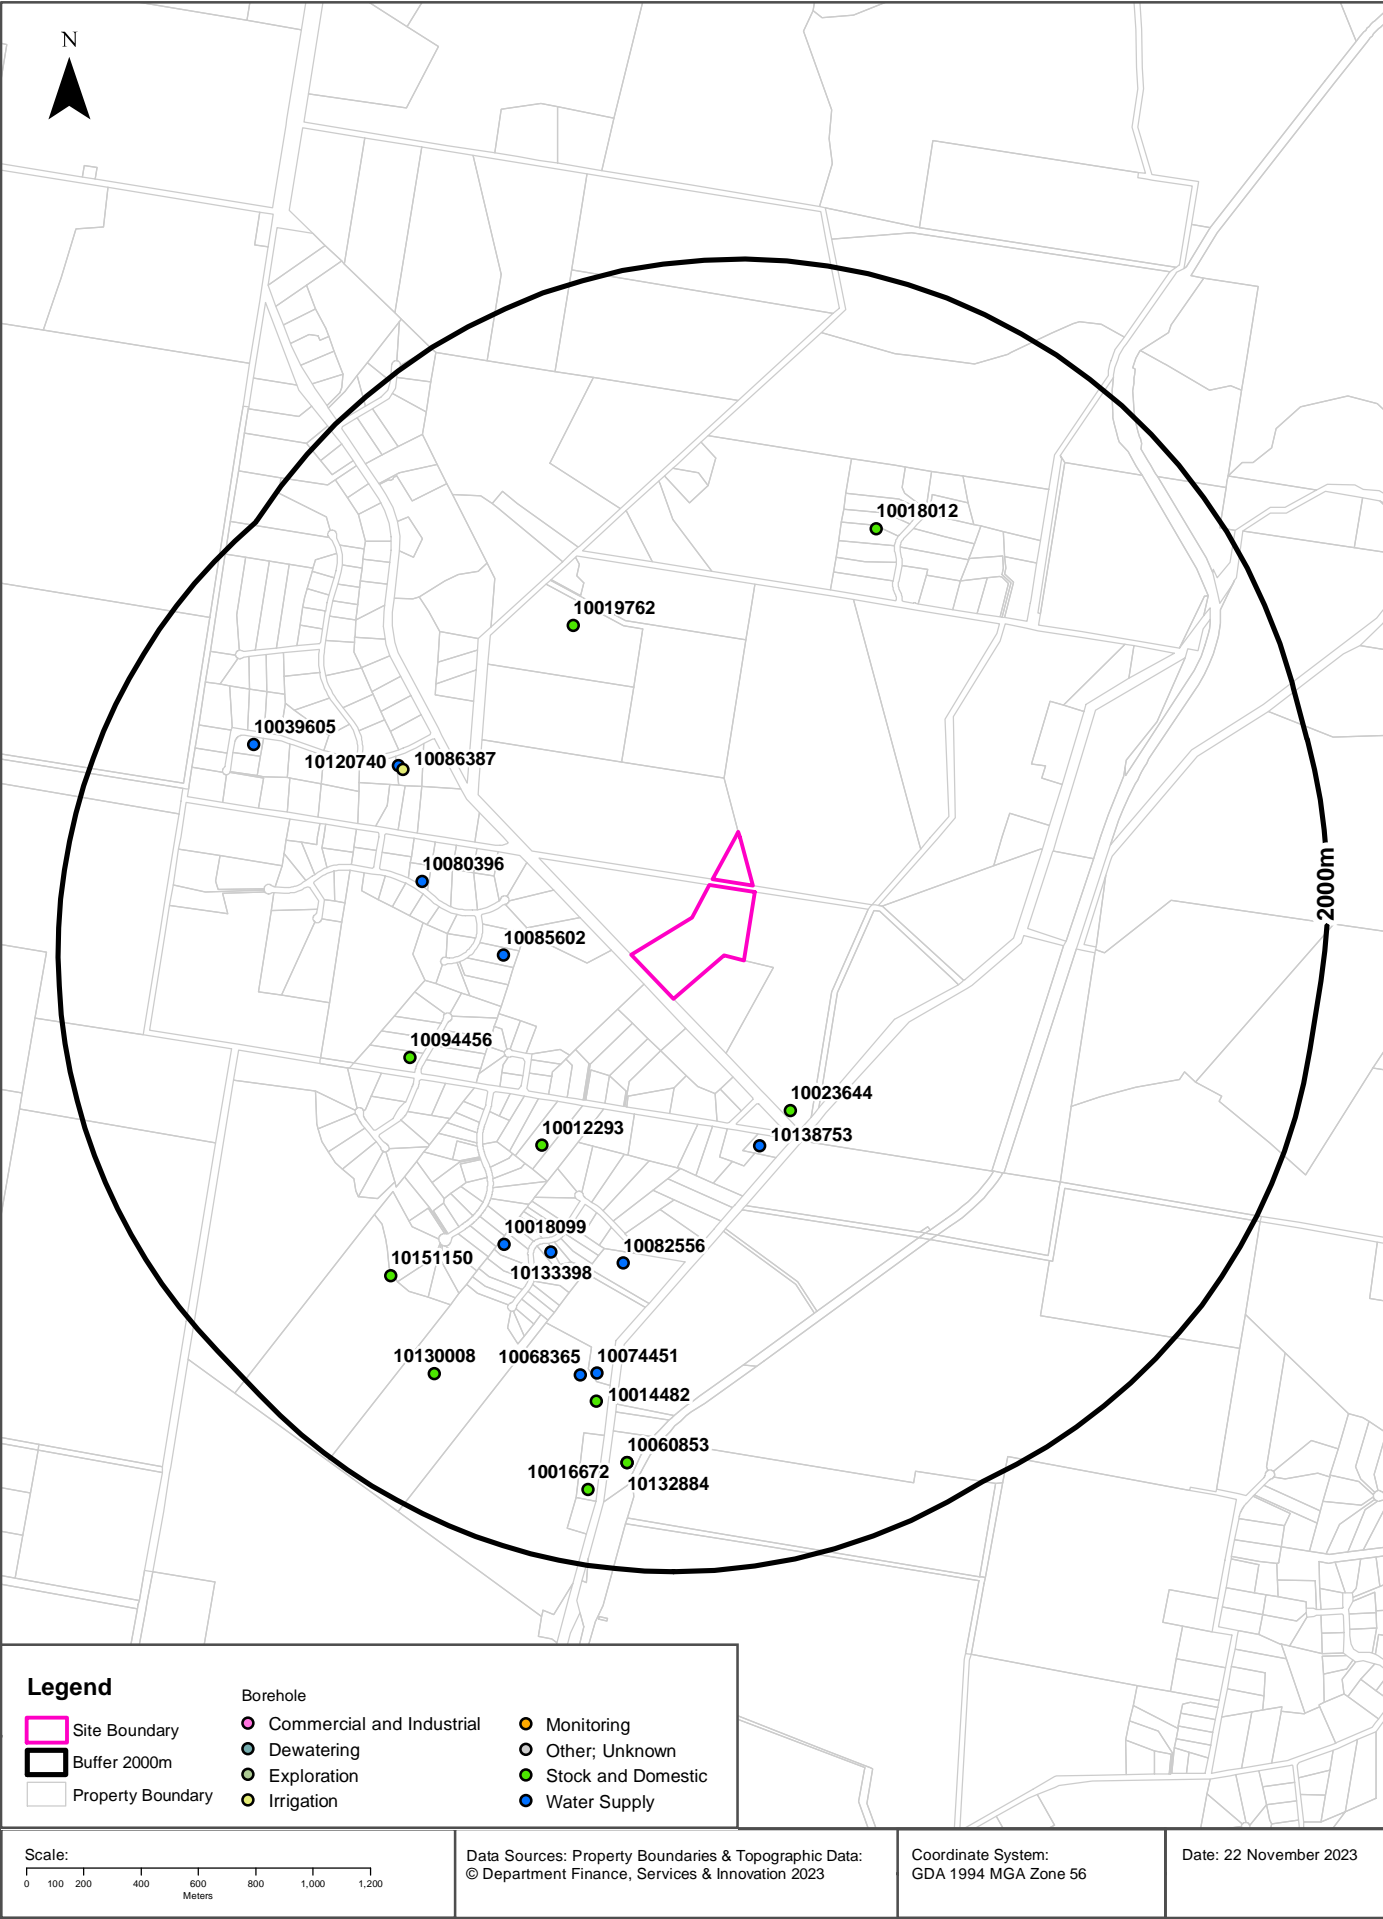 N
10018012
10019762
10039605
10120740
10086387
10080396
2000m
10085602
10094456
10023644
10012293
10138753
10018099
10082556
10151150
10133398
10130008
10068365
10074451
10014482
10060853
10016672
10132884
Legend
Site Boundary
Buffer 2000m
Property Boundary
Borehole
Commercial and Industrial
Dewatering
Exploration
Irrigation
Monitoring
Other; Unknown
Stock and Domestic
Water Supply
Scale:
0 100 200 400 600 800 1,000 1,200
Meters
Data Sources: Property Boundaries & Topographic Data:
© Department Finance, Services & Innovation 2023
Coordinate System:
GDA 1994 MGA Zone 56
Date: 22 November 2023